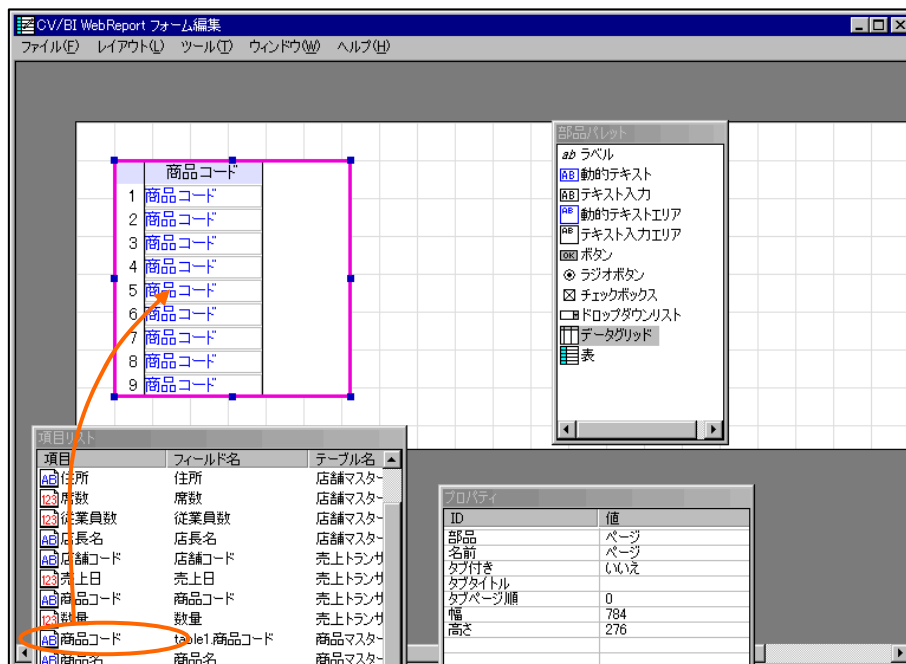 CV/BI WebReport フォーム編集
ファイル(F) レイアウト(L) ツール(T) ウィンドウ(W) ヘルプ(H)
商品コード
1 商品コード
2 商品コード
3 商品コード
4 商品コード
5 商品コード
6 商品コード
7 商品コード
8 商品コード
9 商品コード
部品パレット
ab ラベル
AB 動的テキスト
AB テキスト入力
AB 動的テキストエリア
AB テキスト入力エリア
OK ボタン
ラジオボタン
チェックボックス
ドロップダウンリスト
データグリッド
表
項目リスト
項目 フィールド名 テーブル名
AB 住所 住所 店舗マスター
123 席数 席数 店舗マスター
123 従業員数 従業員数 店舗マスター
AB 店長名 店長名 店舗マスター
AB 店舗コード 店舗コード 売上トランザ
123 売上日 売上日 売上トランザ
AB 商品コード 商品コード 売上トランザ
123 数量 数量 売上トランザ
AB 商品コード table1.商品コード 商品マスター
AB 商品名 商品名 商品マスター
プロパティ
ID 値
部品 ページ
名前 ページ
タブ付き いいえ
タブタイトル
タブページ順 0
幅 784
高さ 276